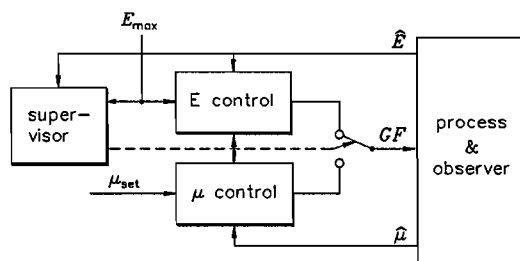 E_max
Ê
super-
visor
E control
process
&
observer
GF
μ_set
μ control
μ̂